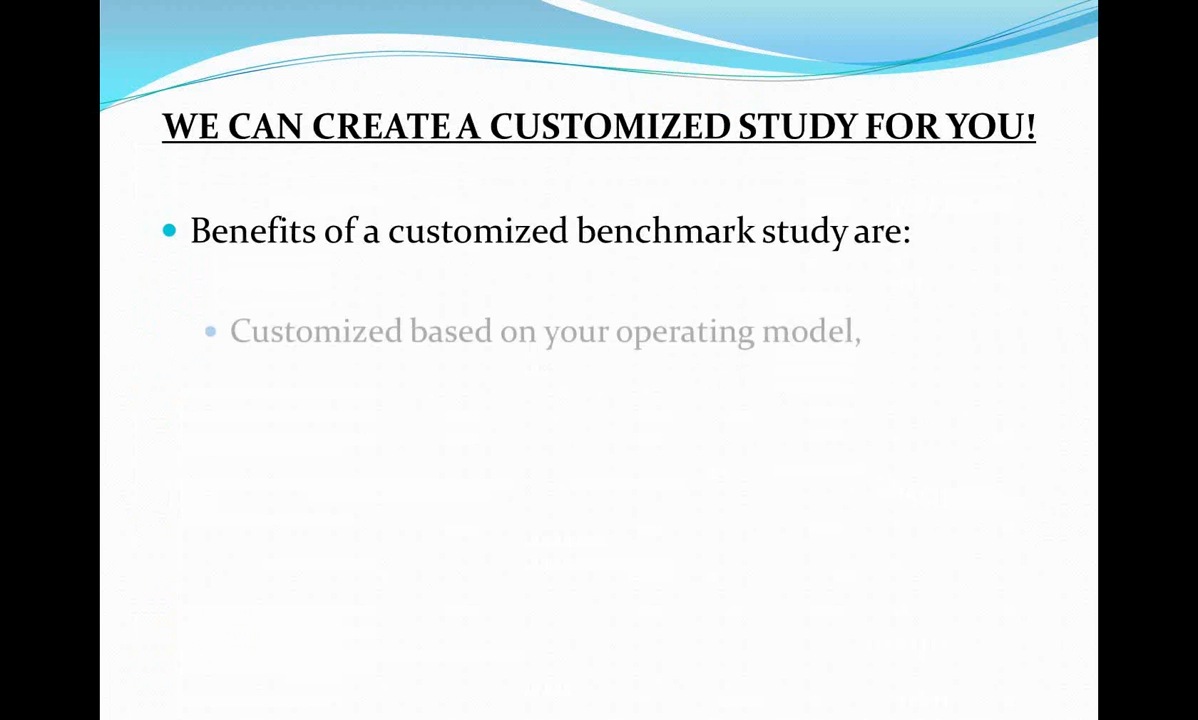 WE CAN CREATE A CUSTOMIZED STUDY FOR YOU!
Benefits of a customized benchmark study are:
Customized based on your operating model,